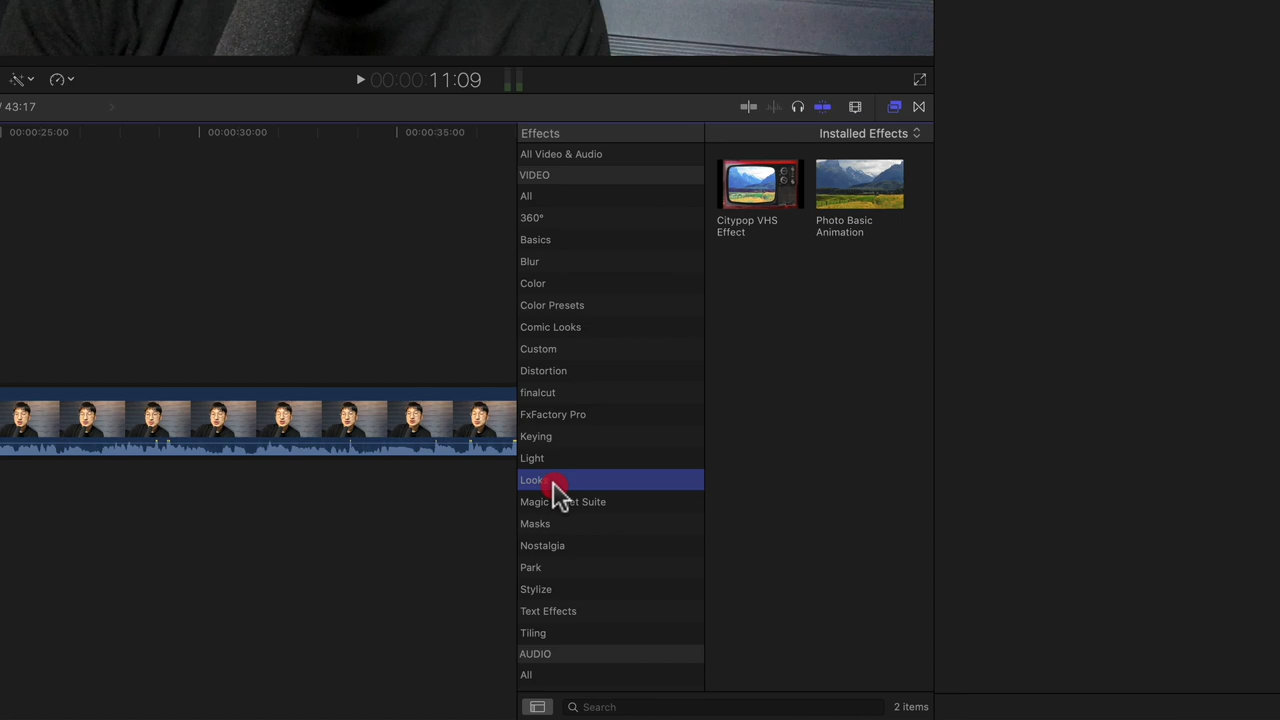 00:00:11:09
/ 43:17
00:00:25:00
00:00:30:00
00:00:35:00
Effects
Installed Effects
All Video & Audio
VIDEO
All
360°
Basics
Blur
Color
Color Presets
Comic Looks
Custom
Distortion
finalcut
FxFactory Pro
Keying
Light
Looks
Magic Bullet Suite
Masks
Nostalgia
Park
Stylize
Text Effects
Tiling
AUDIO
All
Citypop VHS
Effect
Photo Basic
Animation
Search
2 items